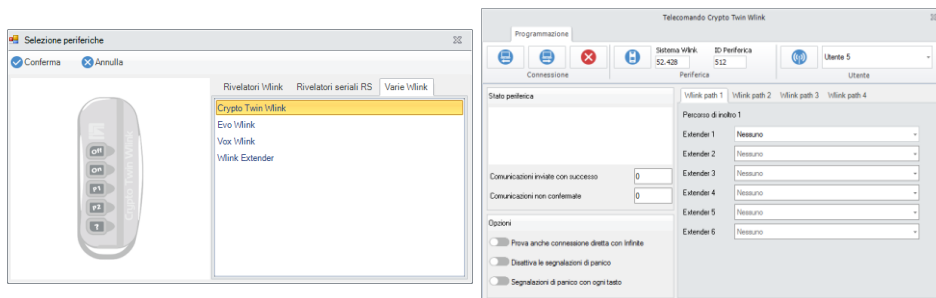 Selezione periferiche
Conferma
Annulla
Rivelatori Wlink
Rivelatori seriali RS
Varie Wlink
Crypto Twin Wlink
Evo Wlink
Vox Wlink
Wlink Extender
Off
On
P1
P2
T
Crypto Twin Wlink
Telecomando Crypto Twin Wlink
Programmazione
Sistema Wlink
52.428
ID Periferica
512
Utente 5
Connessione
Periferica
Utente
Stato periferica
Comunicazioni inviate con successo 0
Comunicazioni non confermate 0
Opzioni
Prova anche connessione diretta con Infinite
Disattiva le segnalazioni di panico
Segnalazioni di panico con ogni tasto
Wlink path 1
Wlink path 2
Wlink path 3
Wlink path 4
Percorso di inoltro 1
Extender 1 Nessuno
Extender 2 Nessuno
Extender 3 Nessuno
Extender 4 Nessuno
Extender 5 Nessuno
Extender 6 Nessuno